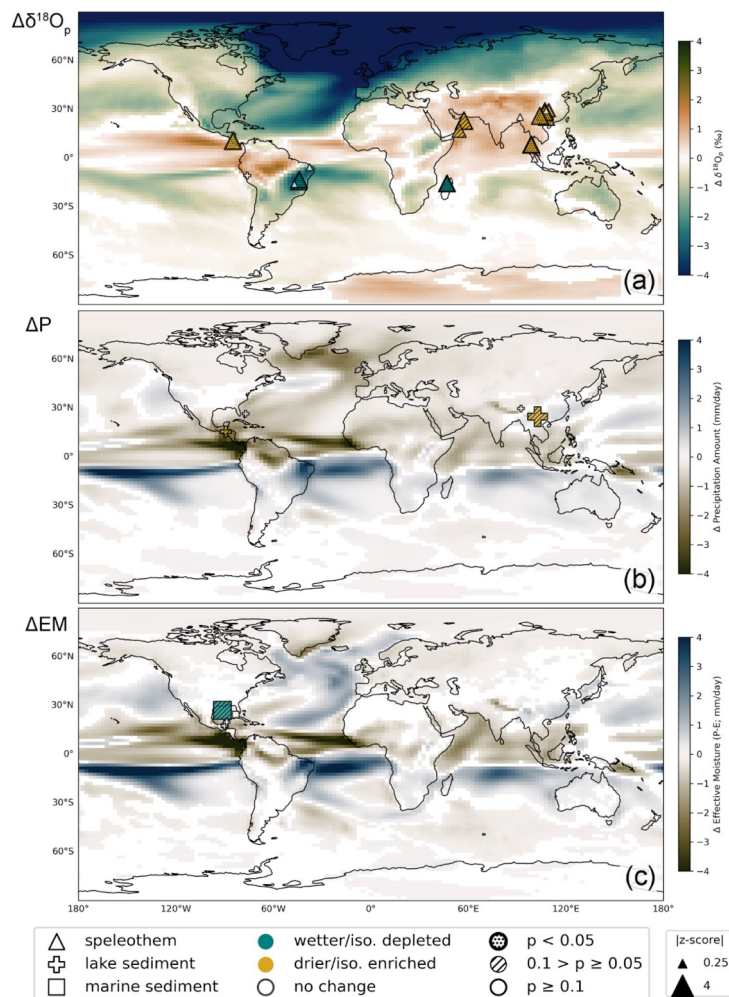 Δδ¹⁸Oₚ
60°N
30°N
0°
30°S
60°S
(a)
4
3
2
1
0
−1
−2
−3
−4
Δ δ¹⁸Oₚ (‰)
ΔP
60°N
30°N
0°
30°S
60°S
(b)
4
3
2
1
0
−1
−2
−3
−4
Δ Precipitation Amount (mm/day)
ΔEM
60°N
30°N
0°
30°S
60°S
(c)
4
3
2
1
0
−1
−2
−3
−4
Δ Effective Moisture (P-E; mm/day)
180° 120°W 60°W 0° 60°E 120°E 180°
speleothem wetter/iso. depleted p < 0.05
lake sediment drier/iso. enriched 0.1 > p ≥ 0.05
marine sediment no change p ≥ 0.1
|z-score|
0.25
4